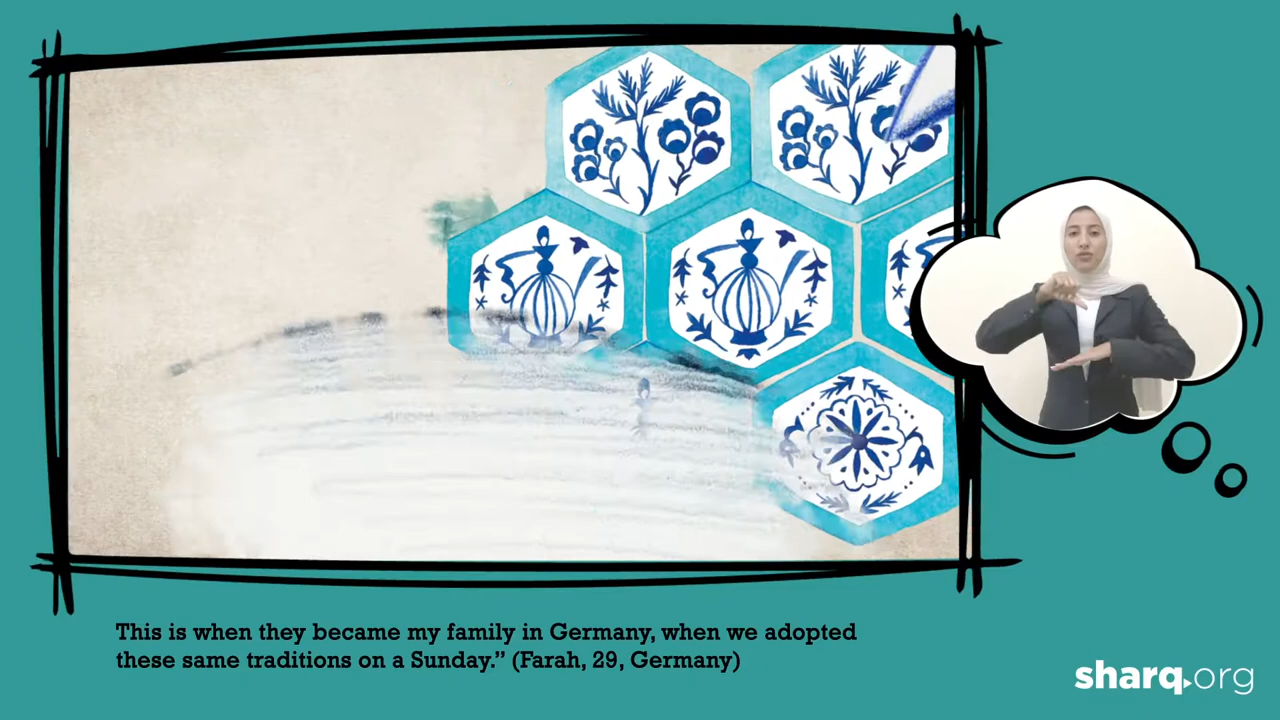 This is when they became my family in Germany, when we adopted
these same traditions on a Sunday.” (Farah, 29, Germany)
sharq.org